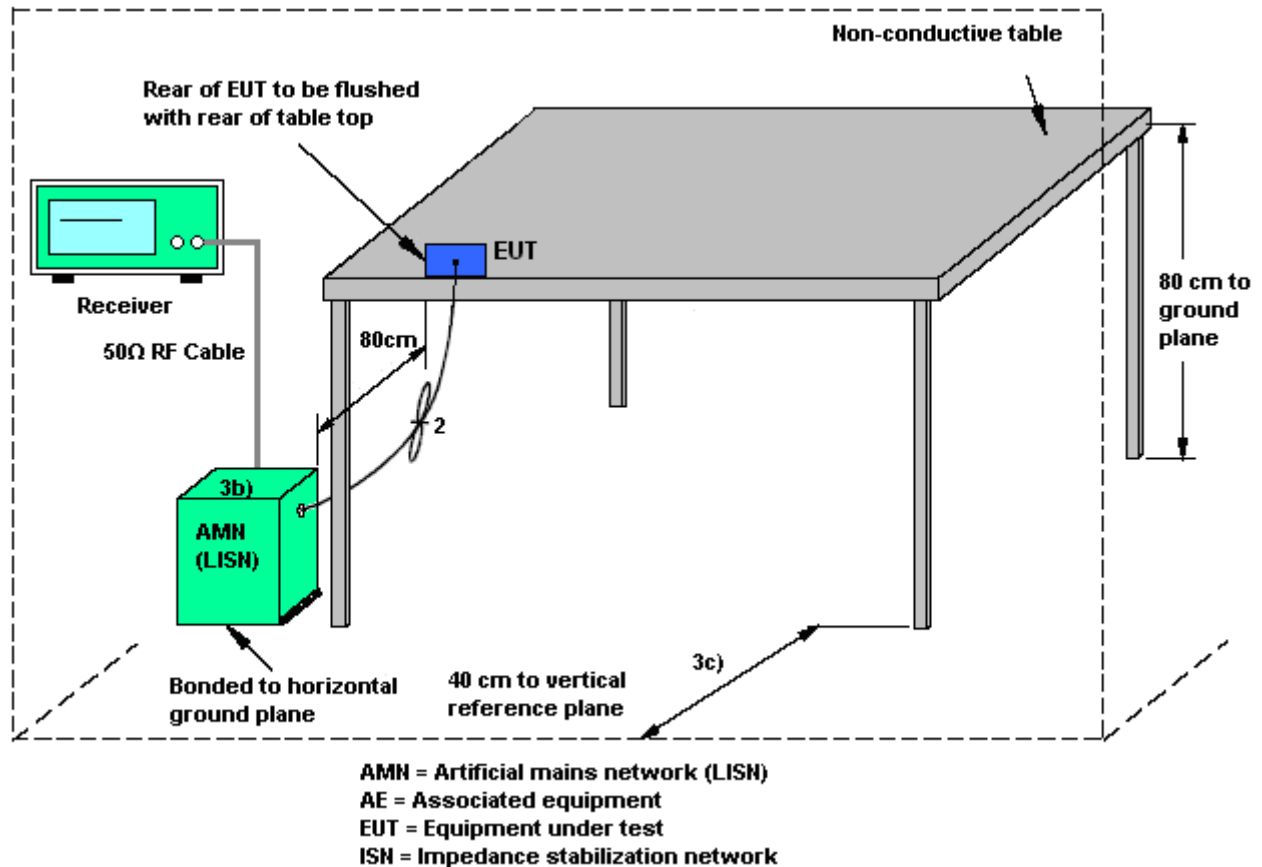 Non-conductive table
Rear of EUT to be flushed
with rear of table top
EUT
Receiver
80 cm to
ground
plane
80cm
50Ω RF Cable
2
3b)
AMN
(LISN)
3c)
Bonded to horizontal
ground plane
40 cm to vertical
reference plane
AMN = Artificial mains network (LISN)
AE = Associated equipment
EUT = Equipment under test
ISN = Impedance stabilization network